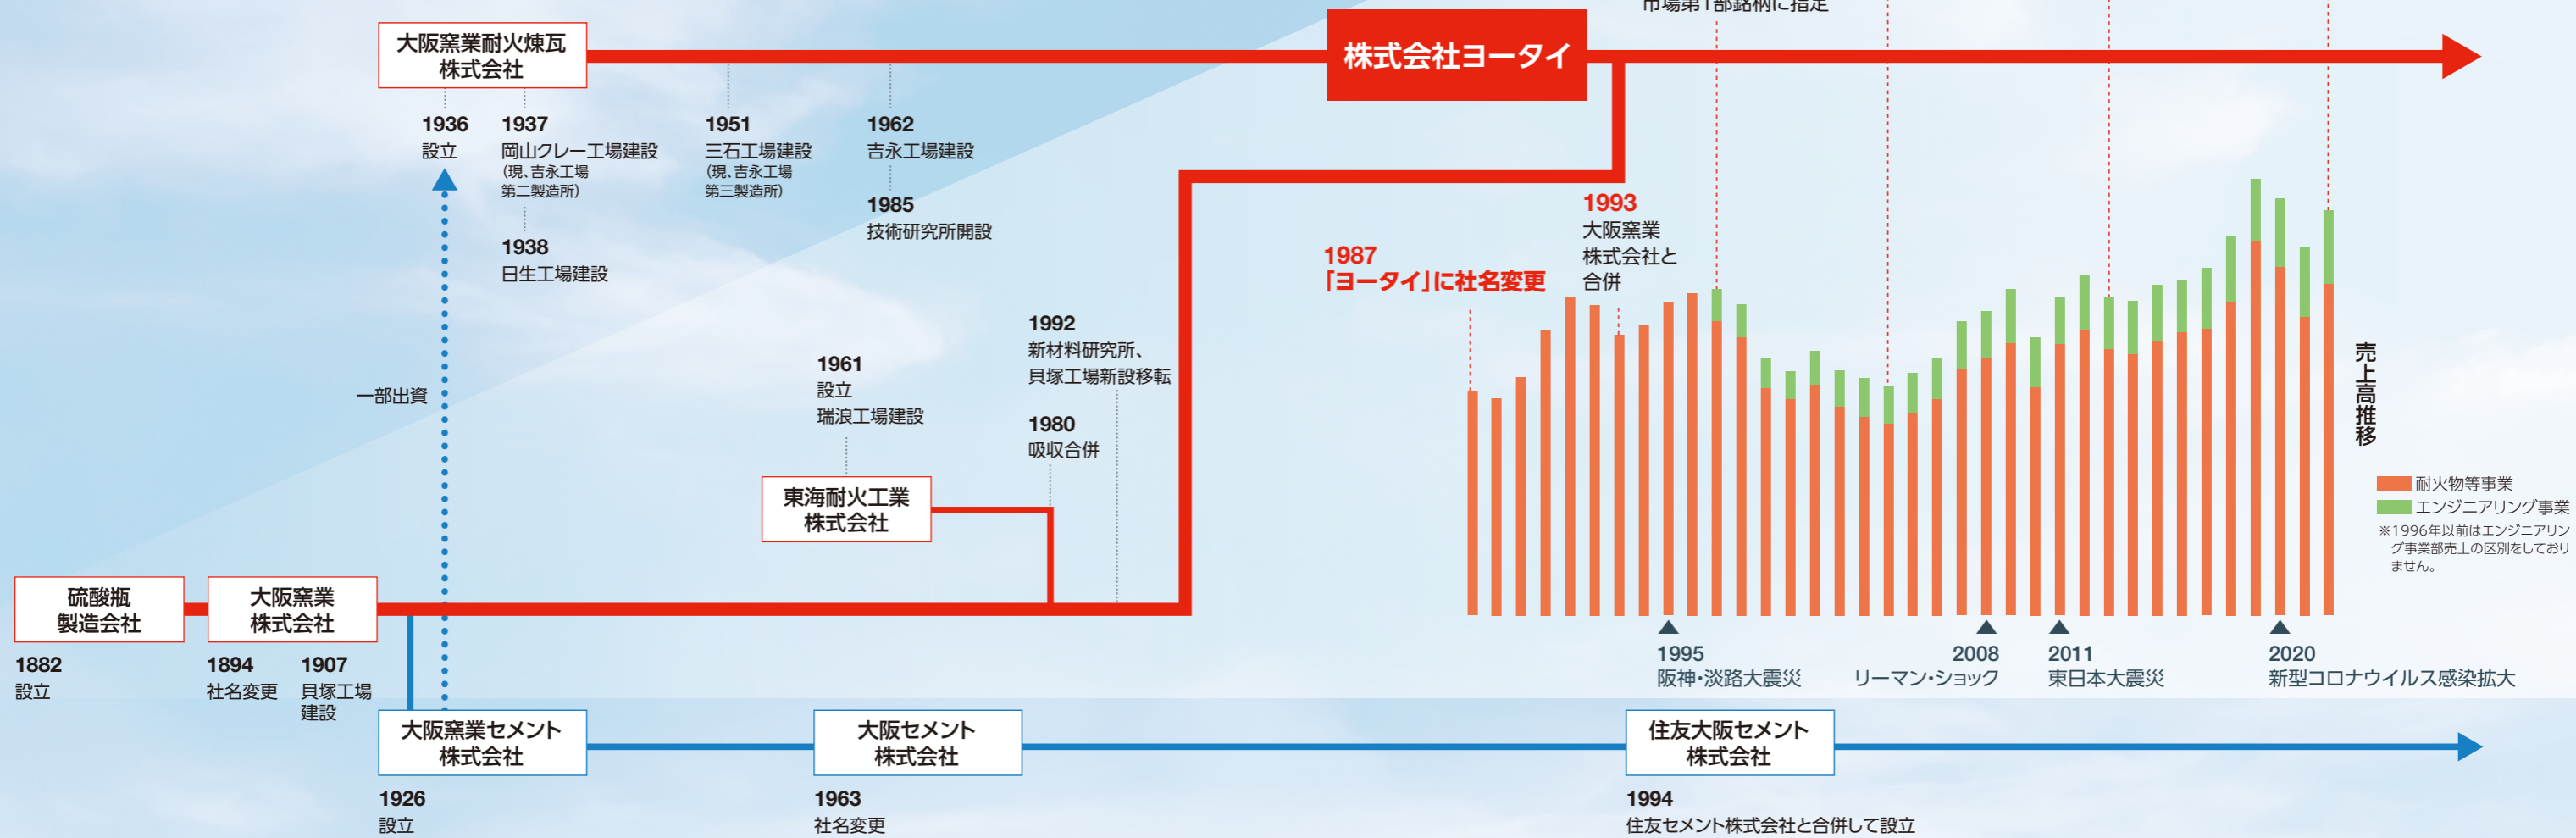 市場第1部銘柄に指定
大阪窯業耐火煉瓦
株式会社
株式会社ヨータイ
1936
設立
1937
岡山クレー工場建設
（現、吉永工場
第二製造所）
1938
日生工場建設
1951
三石工場建設
（現、吉永工場
第三製造所）
1962
吉永工場建設
1985
技術研究所開設
1987
「ヨータイ」に社名変更
1993
大阪窯業
株式会社と
合併
一部出資
1961
設立
瑞浪工場建設
東海耐火工業
株式会社
1992
新材料研究所、
貝塚工場新設移転
1980
吸収合併
売上高推移
耐火物等事業
エンジニアリング事業
※1996年以前はエンジニアリン
グ事業部売上の区別をしており
ません。
1995
阪神・淡路大震災
2008
リーマン・ショック
2011
東日本大震災
2020
新型コロナウイルス感染拡大
硫酸瓶
製造会社
1882
設立
大阪窯業
株式会社
1894
社名変更
1907
貝塚工場
建設
大阪窯業セメント
株式会社
1926
設立
大阪セメント
株式会社
1963
社名変更
住友大阪セメント
株式会社
1994
住友セメント株式会社と合併して設立